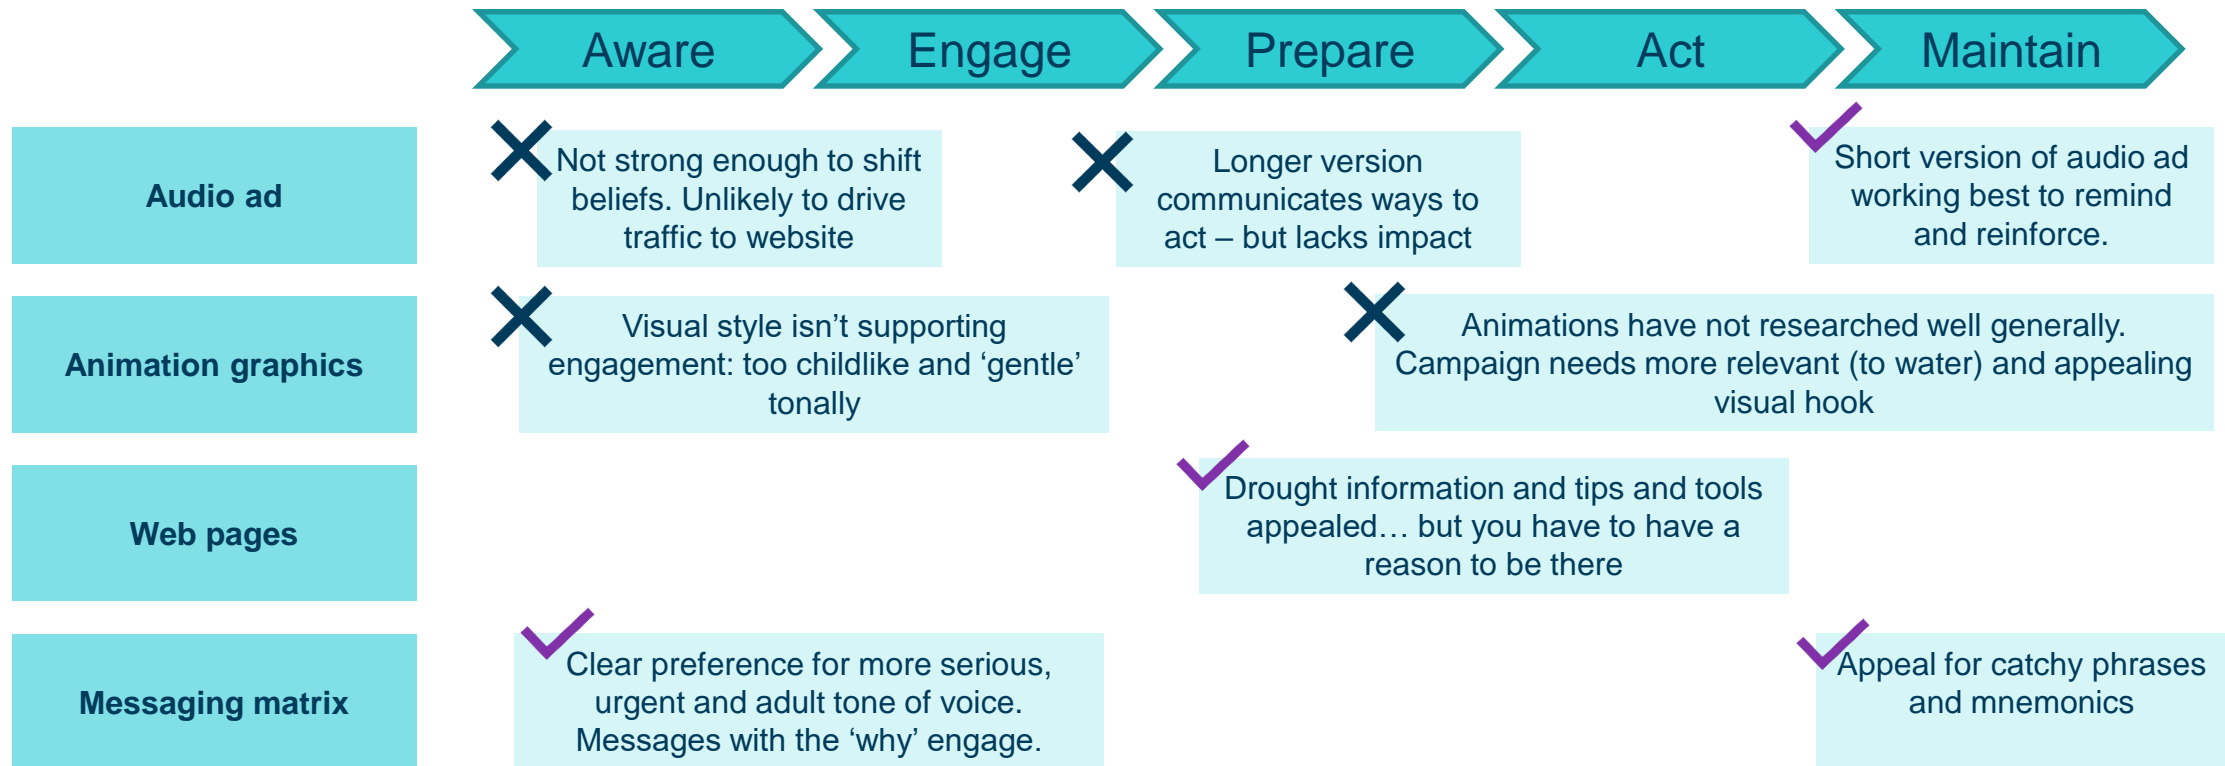 Aware
Engage
Prepare
Act
Maintain
Audio ad
Not strong enough to shift
beliefs. Unlikely to drive
traffic to website
Longer version
communicates ways to
act – but lacks impact
Short version of audio ad
working best to remind
and reinforce.
Animation graphics
Visual style isn’t supporting
engagement: too childlike and ‘gentle’
tonally
Animations have not researched well generally.
Campaign needs more relevant (to water) and appealing
visual hook
Web pages
Drought information and tips and tools
appealed… but you have to have a
reason to be there
Messaging matrix
Clear preference for more serious,
urgent and adult tone of voice.
Messages with the ‘why’ engage.
Appeal for catchy phrases
and mnemonics